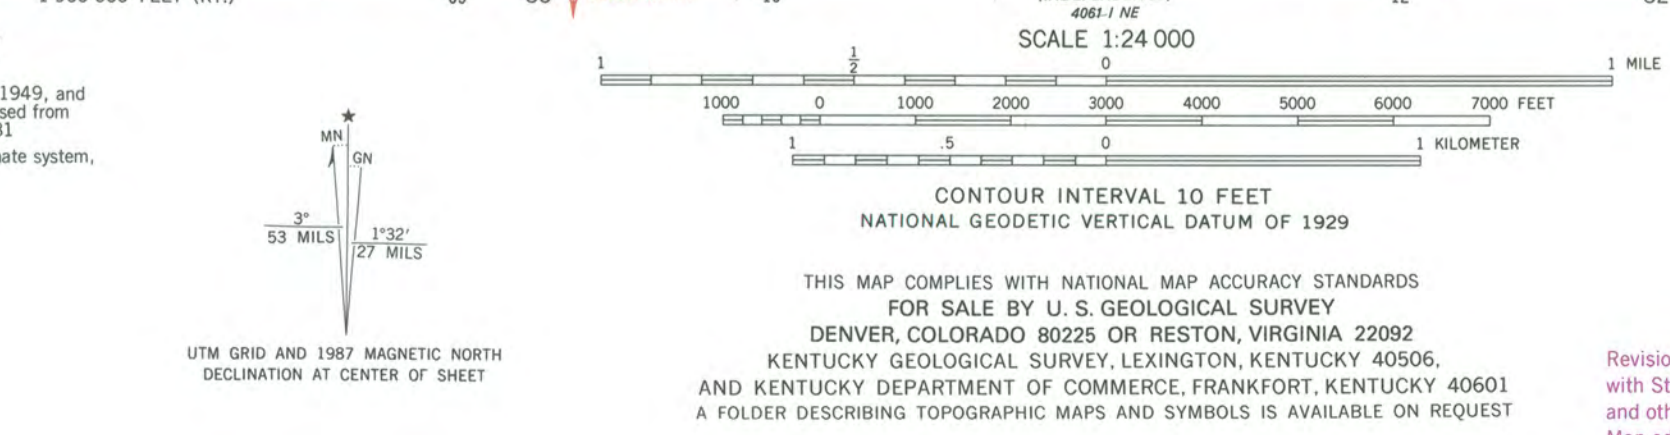 4061 I NE
SCALE 1:24 000
1 1/2 0 1 MILE
1000 0 1000 2000 3000 4000 5000 6000 7000 FEET
1 .5 0 1 KILOMETER
CONTOUR INTERVAL 10 FEET
NATIONAL GEODETIC VERTICAL DATUM OF 1929
THIS MAP COMPLIES WITH NATIONAL MAP ACCURACY STANDARDS
FOR SALE BY U. S. GEOLOGICAL SURVEY
DENVER, COLORADO 80225 OR RESTON, VIRGINIA 22092
KENTUCKY GEOLOGICAL SURVEY, LEXINGTON, KENTUCKY 40506,
AND KENTUCKY DEPARTMENT OF COMMERCE, FRANKFORT, KENTUCKY 40601
A FOLDER DESCRIBING TOPOGRAPHIC MAPS AND SYMBOLS IS AVAILABLE ON REQUEST
1949, and
sed from
ate system,
★
MN
GN
3°
53 MILS
1°32′
27 MILS
UTM GRID AND 1987 MAGNETIC NORTH
DECLINATION AT CENTER OF SHEET
Revisio
with St
and oth